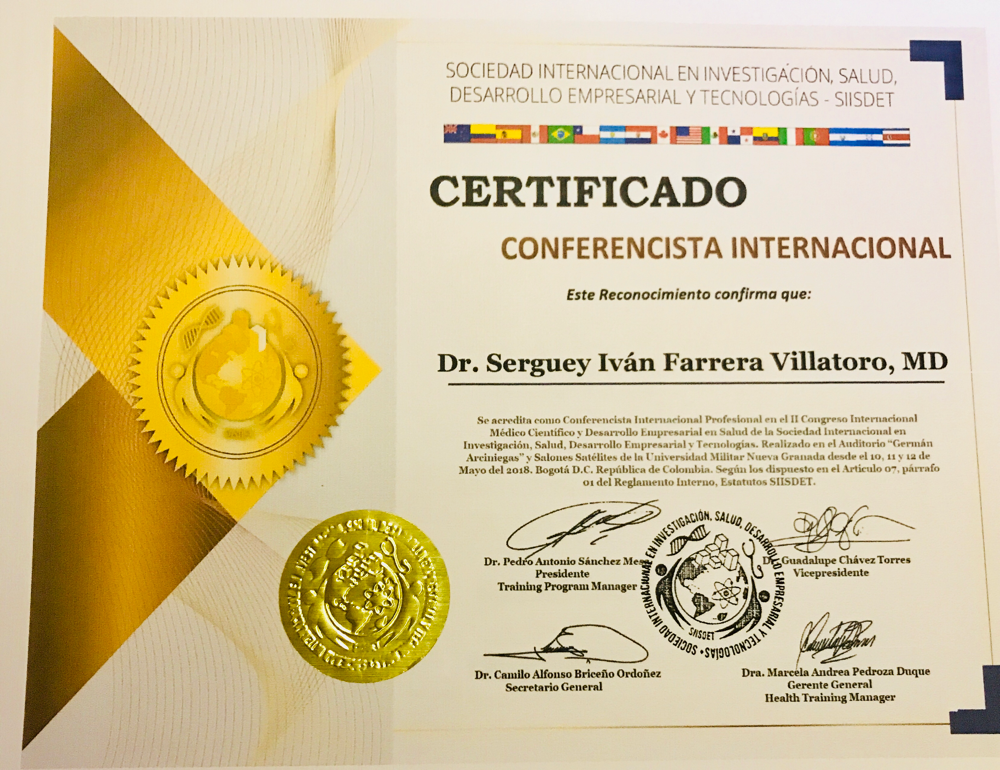 SOCIEDAD INTERNACIONAL EN INVESTIGACIÓN, SALUD,
DESARROLLO EMPRESARIAL Y TECNOLOGÍAS - SIISDET
CERTIFICADO
CONFERENCISTA INTERNACIONAL
Este Reconocimiento confirma que:
Dr. Serguey Iván Farrera Villatoro, MD
Se acredita como Conferencista Internacional Profesional en el II Congreso Internacional
Médico Científico y Desarrollo Empresarial en Salud de la Sociedad Internacional en
Investigación, Salud, Desarrollo Empresarial y Tecnologías. Realizado en el Auditorio “Germán
Arciniegas” y Salones Satélites de la Universidad Militar Nueva Granada desde el 10, 11 y 12 de
Mayo del 2018. Bogotá D.C. República de Colombia. Según los dispuesto en el Articulo 07, párrafo
01 del Reglamento Interno, Estatutos SIISDET.
Dr. Pedro Antonio Sánchez
Presidente
Training Program Manager
Guadalupe Chávez Torres
Vicepresidente
SOCIEDAD INTERNACIONAL EN INVESTIGACIÓN, SALUD, DESARROLLO EMPRESARIAL Y TECNOLOGÍAS •
Dr. Camilo Alfonso Briceño Ordoñez
Secretario General
Dra. Marcela Andrea Pedroza Duque
Gerente General
Health Training Manager